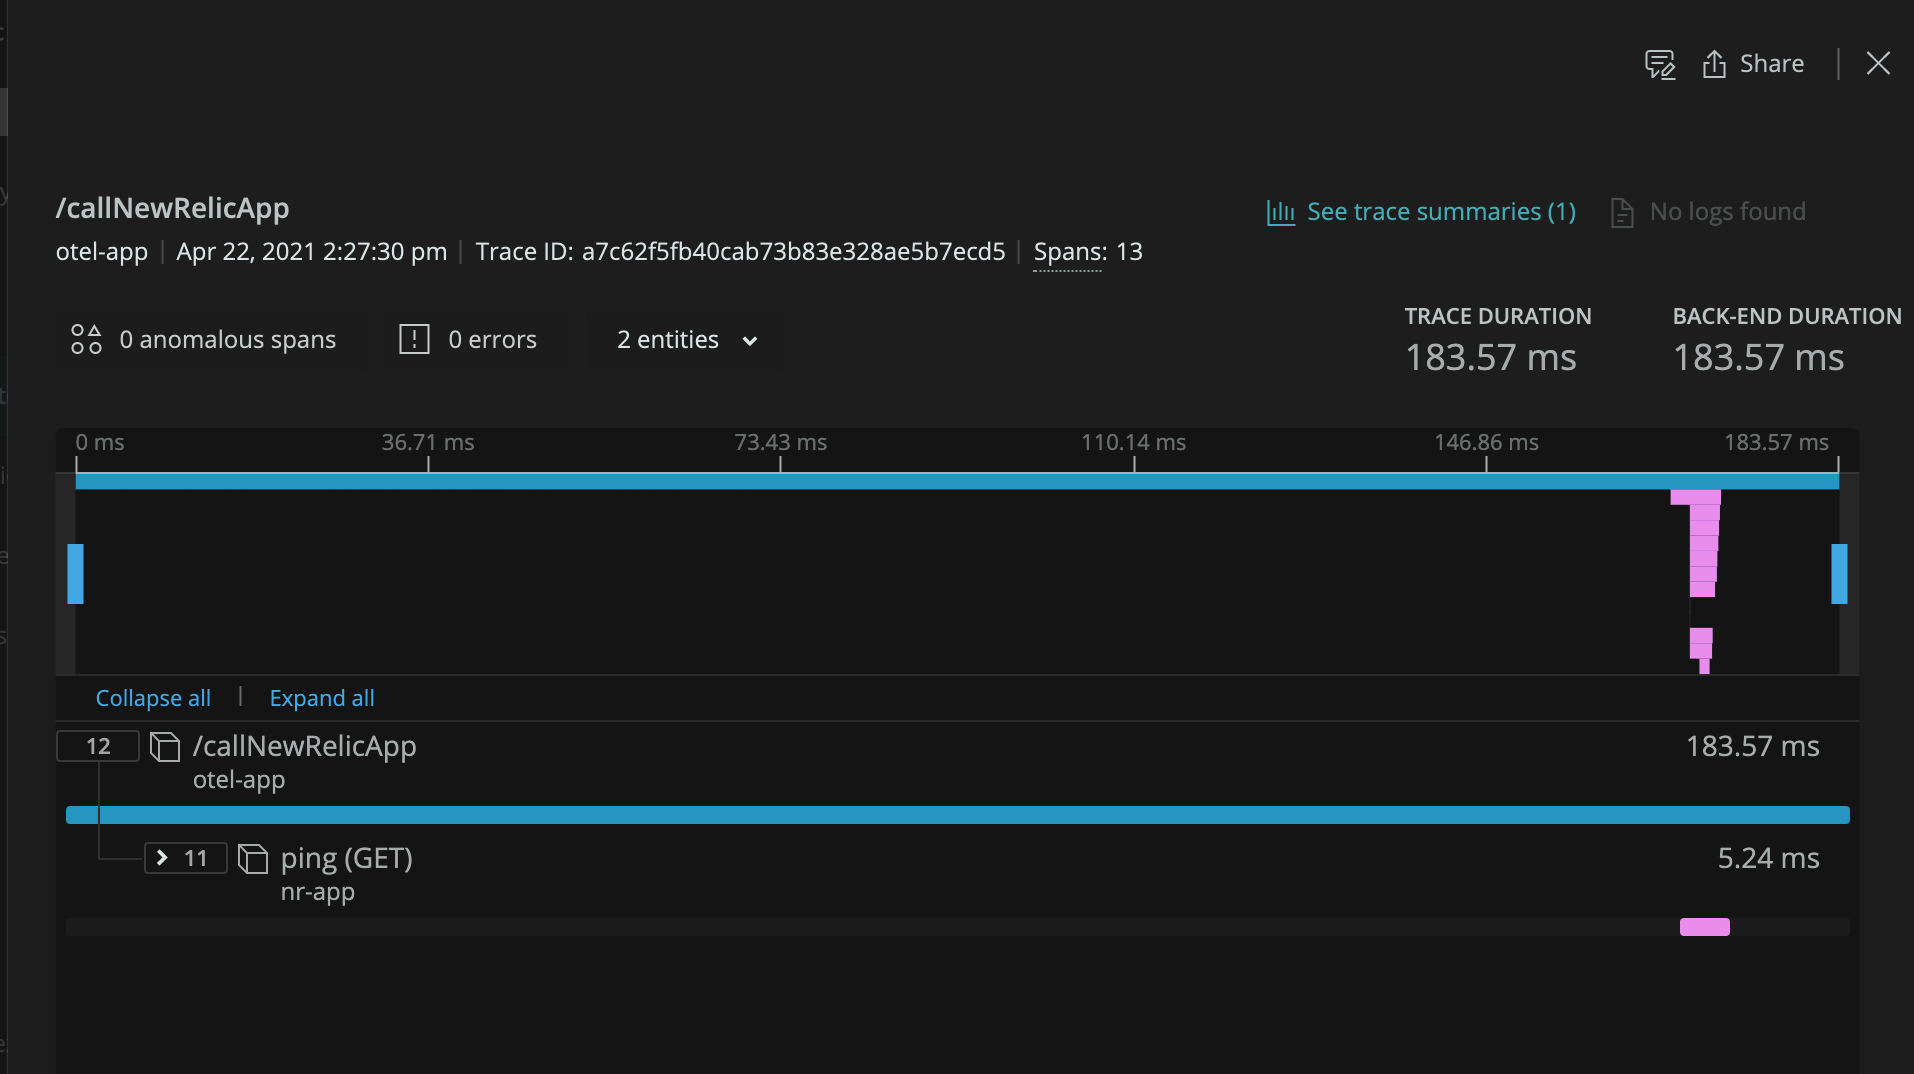 Share
/callNewRelicApp
See trace summaries (1)
No logs found
otel-app | Apr 22, 2021 2:27:30 pm | Trace ID: a7c62f5fb40cab73b83e328ae5b7ecd5 | Spans: 13
0 anomalous spans
0 errors
2 entities
TRACE DURATION
183.57 ms
BACK-END DURATION
183.57 ms
0 ms 36.71 ms 73.43 ms 110.14 ms 146.86 ms 183.57 ms
Collapse all | Expand all
12 /callNewRelicApp 183.57 ms
otel-app
11 ping (GET) 5.24 ms
nr-app